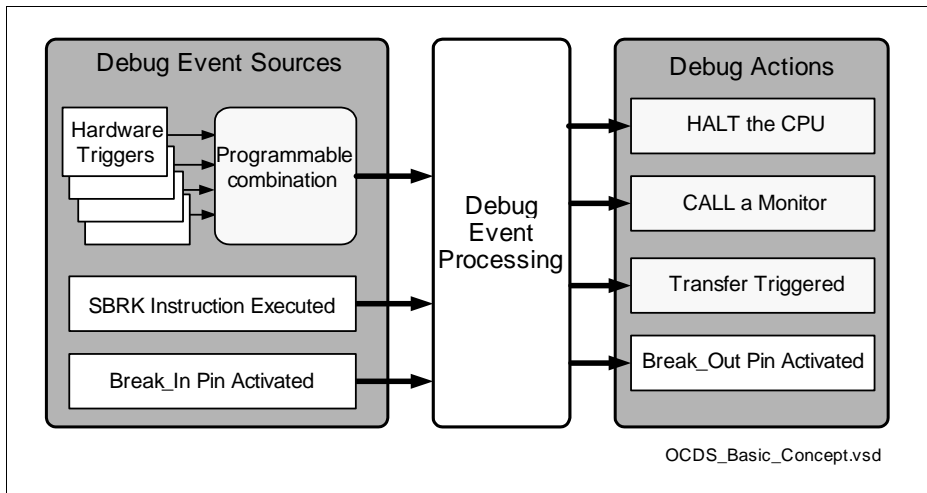 Debug Event Sources
Hardware
Triggers
Programmable
combination
SBRK Instruction Executed
Break_In Pin Activated
Debug
Event
Processing
Debug Actions
HALT the CPU
CALL a Monitor
Transfer Triggered
Break_Out Pin Activated
OCDS_Basic_Concept.vsd